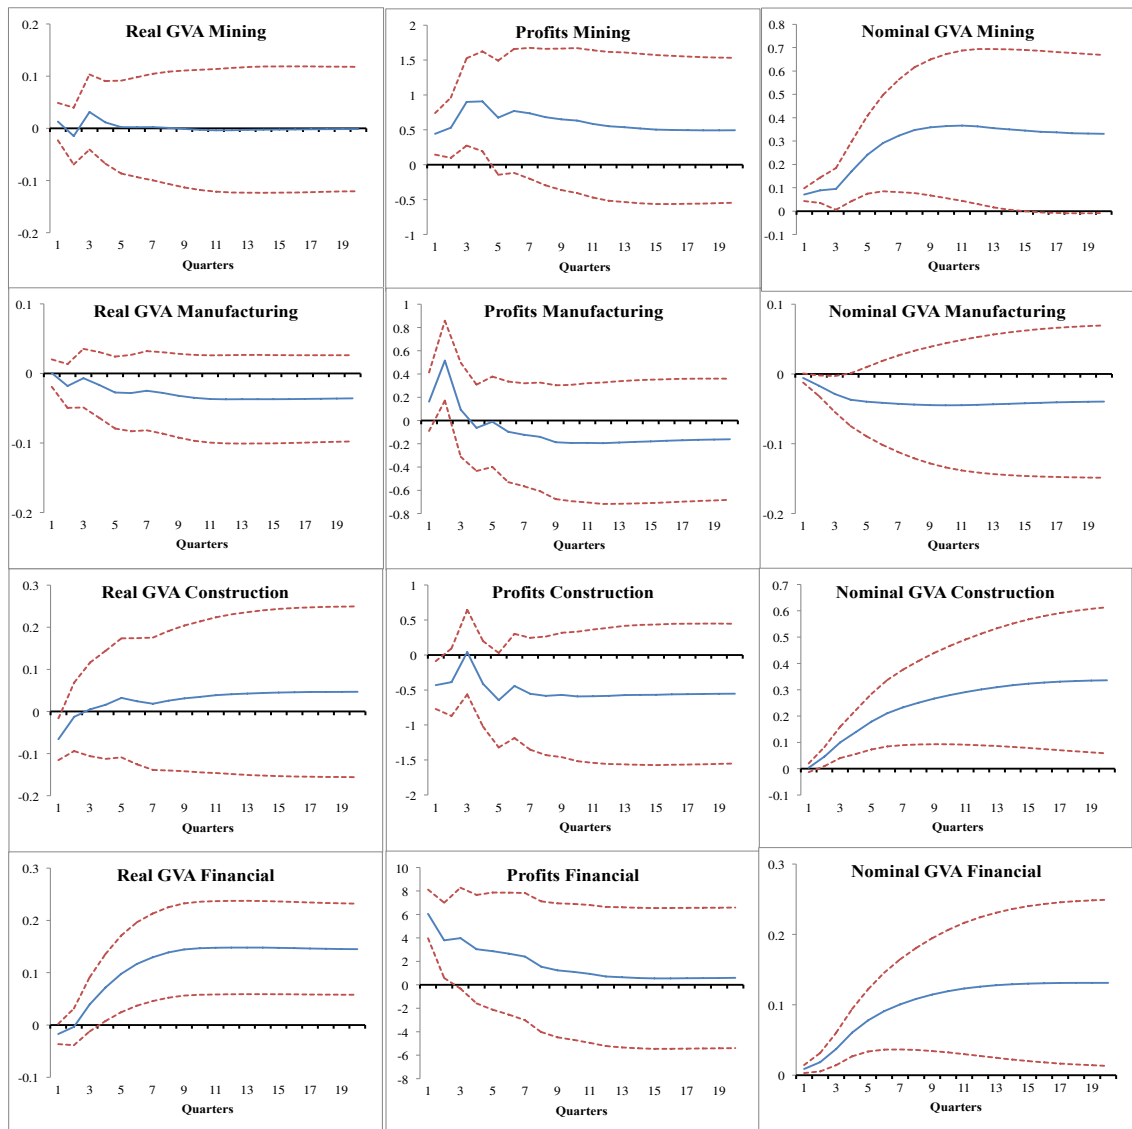 Real GVA Mining
0.2
0.1
0
-0.1
-0.2
1 3 5 7 9 11 13 15 17 19
Quarters
Profits Mining
2
1.5
1
0.5
0
-0.5
-1
1 3 5 7 9 11 13 15 17 19
Quarters
Nominal GVA Mining
0.8
0.7
0.6
0.5
0.4
0.3
0.2
0.1
0
-0.1
1 3 5 7 9 11 13 15 17 19
Quarters
Real GVA Manufacturing
0.1
0
-0.1
-0.2
1 3 5 7 9 11 13 15 17 19
Quarters
Profits Manufacturing
1
0.8
0.6
0.4
0.2
0
-0.2
-0.4
-0.6
-0.8
1 3 5 7 9 11 13 15 17 19
Quarters
Nominal GVA Manufacturing
0.1
0
-0.1
-0.2
1 3 5 7 9 11 13 15 17 19
Quarters
Real GVA Construction
0.3
0.2
0.1
0
-0.1
-0.2
1 3 5 7 9 11 13 15 17 19
Quarters
Profits Construction
1
0.5
0
-0.5
-1
-1.5
-2
1 3 5 7 9 11 13 15 17 19
Quarters
Nominal GVA Construction
0.7
0.6
0.5
0.4
0.3
0.2
0.1
0
-0.1
1 3 5 7 9 11 13 15 17 19
Quarters
Real GVA Financial
0.3
0.2
0.1
0
-0.1
1 3 5 7 9 11 13 15 17 19
Quarters
Profits Financial
10
8
6
4
2
0
-2
-4
-6
-8
1 3 5 7 9 11 13 15 17 19
Quarters
Nominal GVA Financial
0.3
0.2
0.1
0
1 3 5 7 9 11 13 15 17 19
Quarters